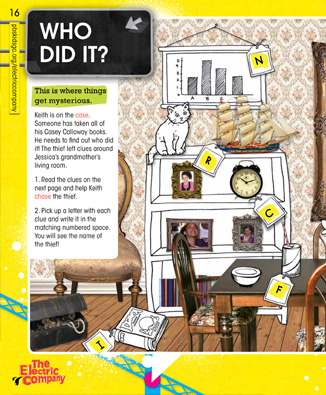 16
pbskidsgo.org/electriccompany
WHO
DID IT?
This is where things
get mysterious.
Keith is on the case.
Someone has taken all of
his Casey Calloway books.
He needs to find out who did
it! The thief left clues around
Jessica's grandmother's
living room.
1. Read the clues on the
next page and help Keith
chase the thief.
2. Pick up a letter with each
clue and write it in the
matching numbered space.
You will see the name of
the thief!
N
R
C
F
I
The
Electric
Company